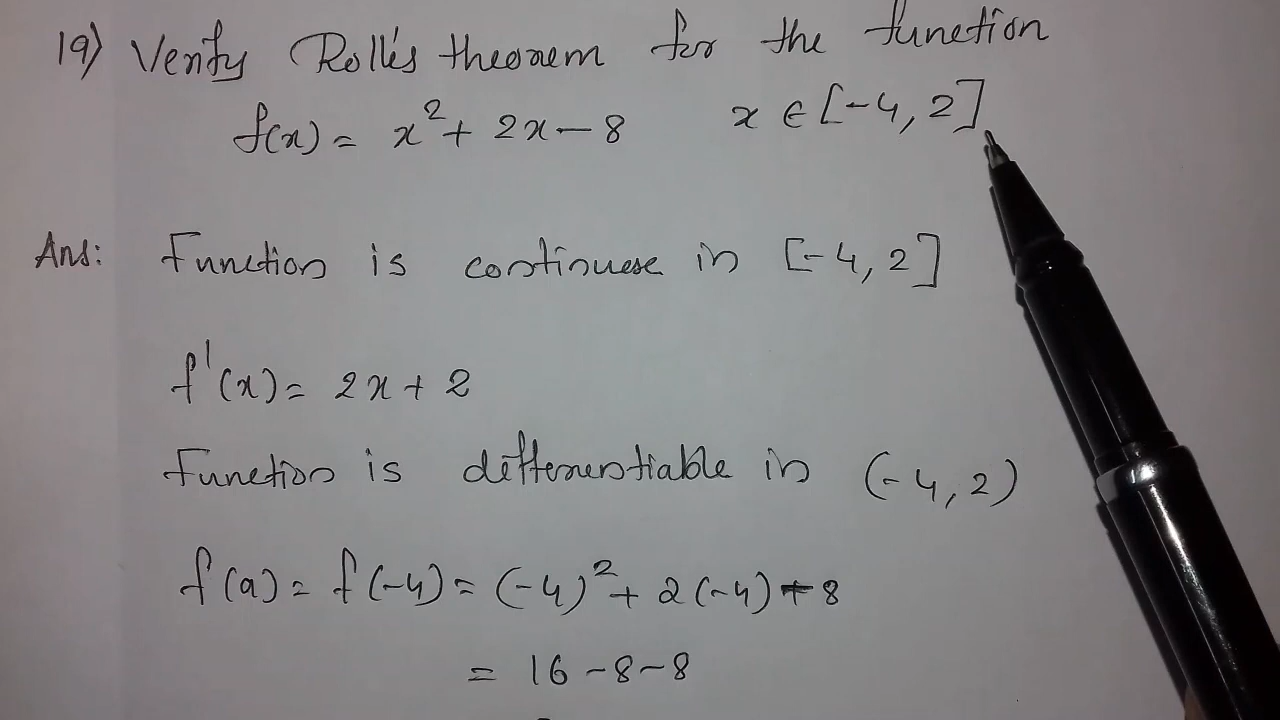 19) Verify Rolle's theorem for the function
f(x) = x² + 2x - 8 x ∈ [-4, 2]
Ans: Function is continuese in [-4, 2]
f'(x) = 2x + 2
Function is differentiable in (-4, 2)
f(a) = f(-4) = (-4)² + 2(-4) - 8
= 16 - 8 - 8